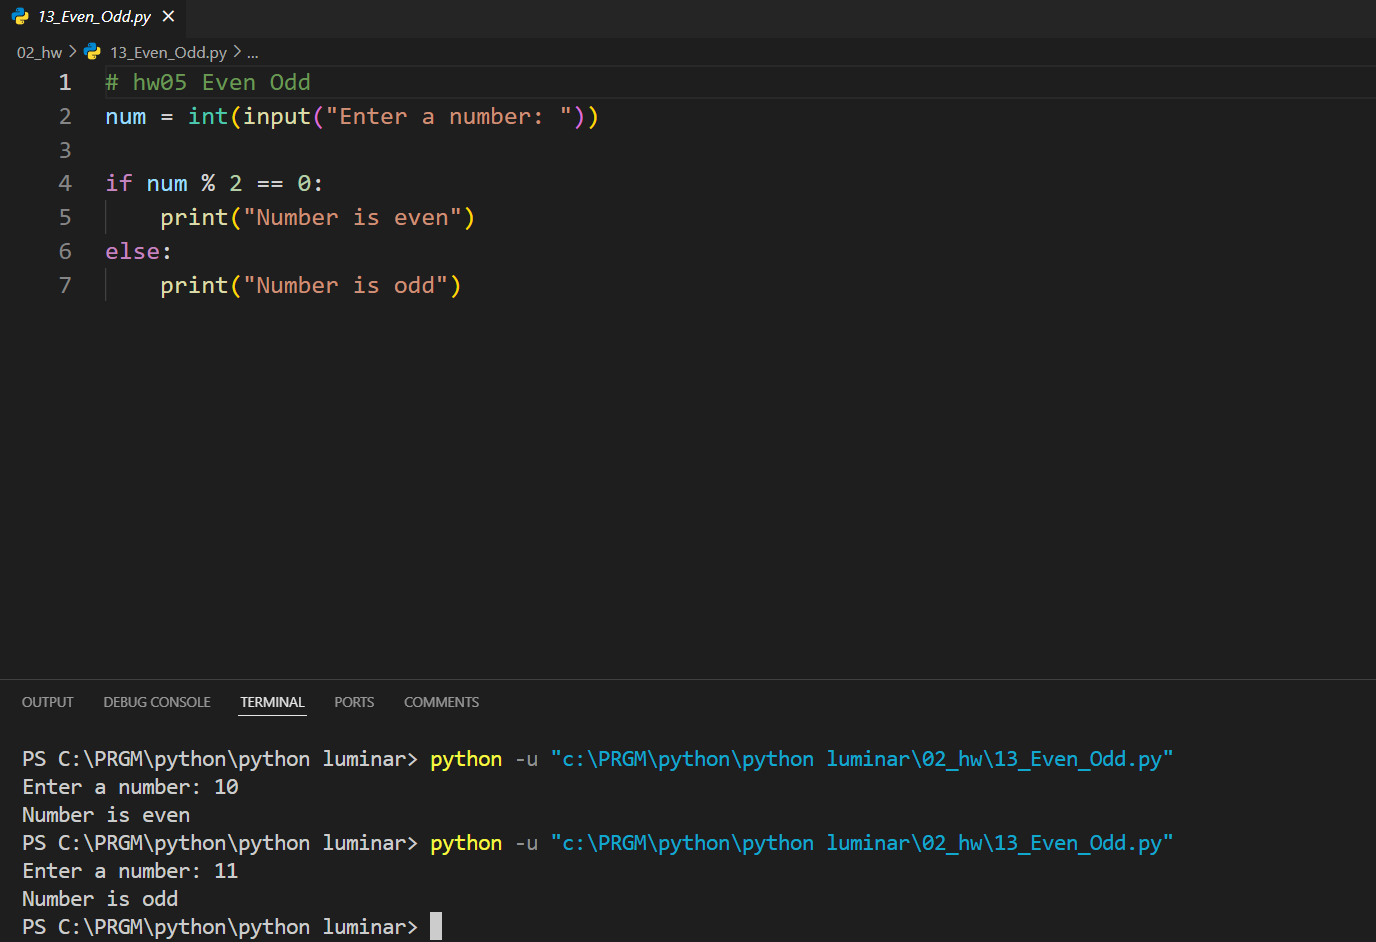 13_Even_Odd.py ×
02_hw > 13_Even_Odd.py > ...
1 # hw05 Even Odd
2 num = int(input("Enter a number: "))
3
4 if num % 2 == 0:
5     print("Number is even")
6 else:
7     print("Number is odd")
OUTPUT DEBUG CONSOLE TERMINAL PORTS COMMENTS
PS C:\PRGM\python\python luminar> python -u "c:\PRGM\python\python luminar\02_hw\13_Even_Odd.py"
Enter a number: 10
Number is even
PS C:\PRGM\python\python luminar> python -u "c:\PRGM\python\python luminar\02_hw\13_Even_Odd.py"
Enter a number: 11
Number is odd
PS C:\PRGM\python\python luminar>